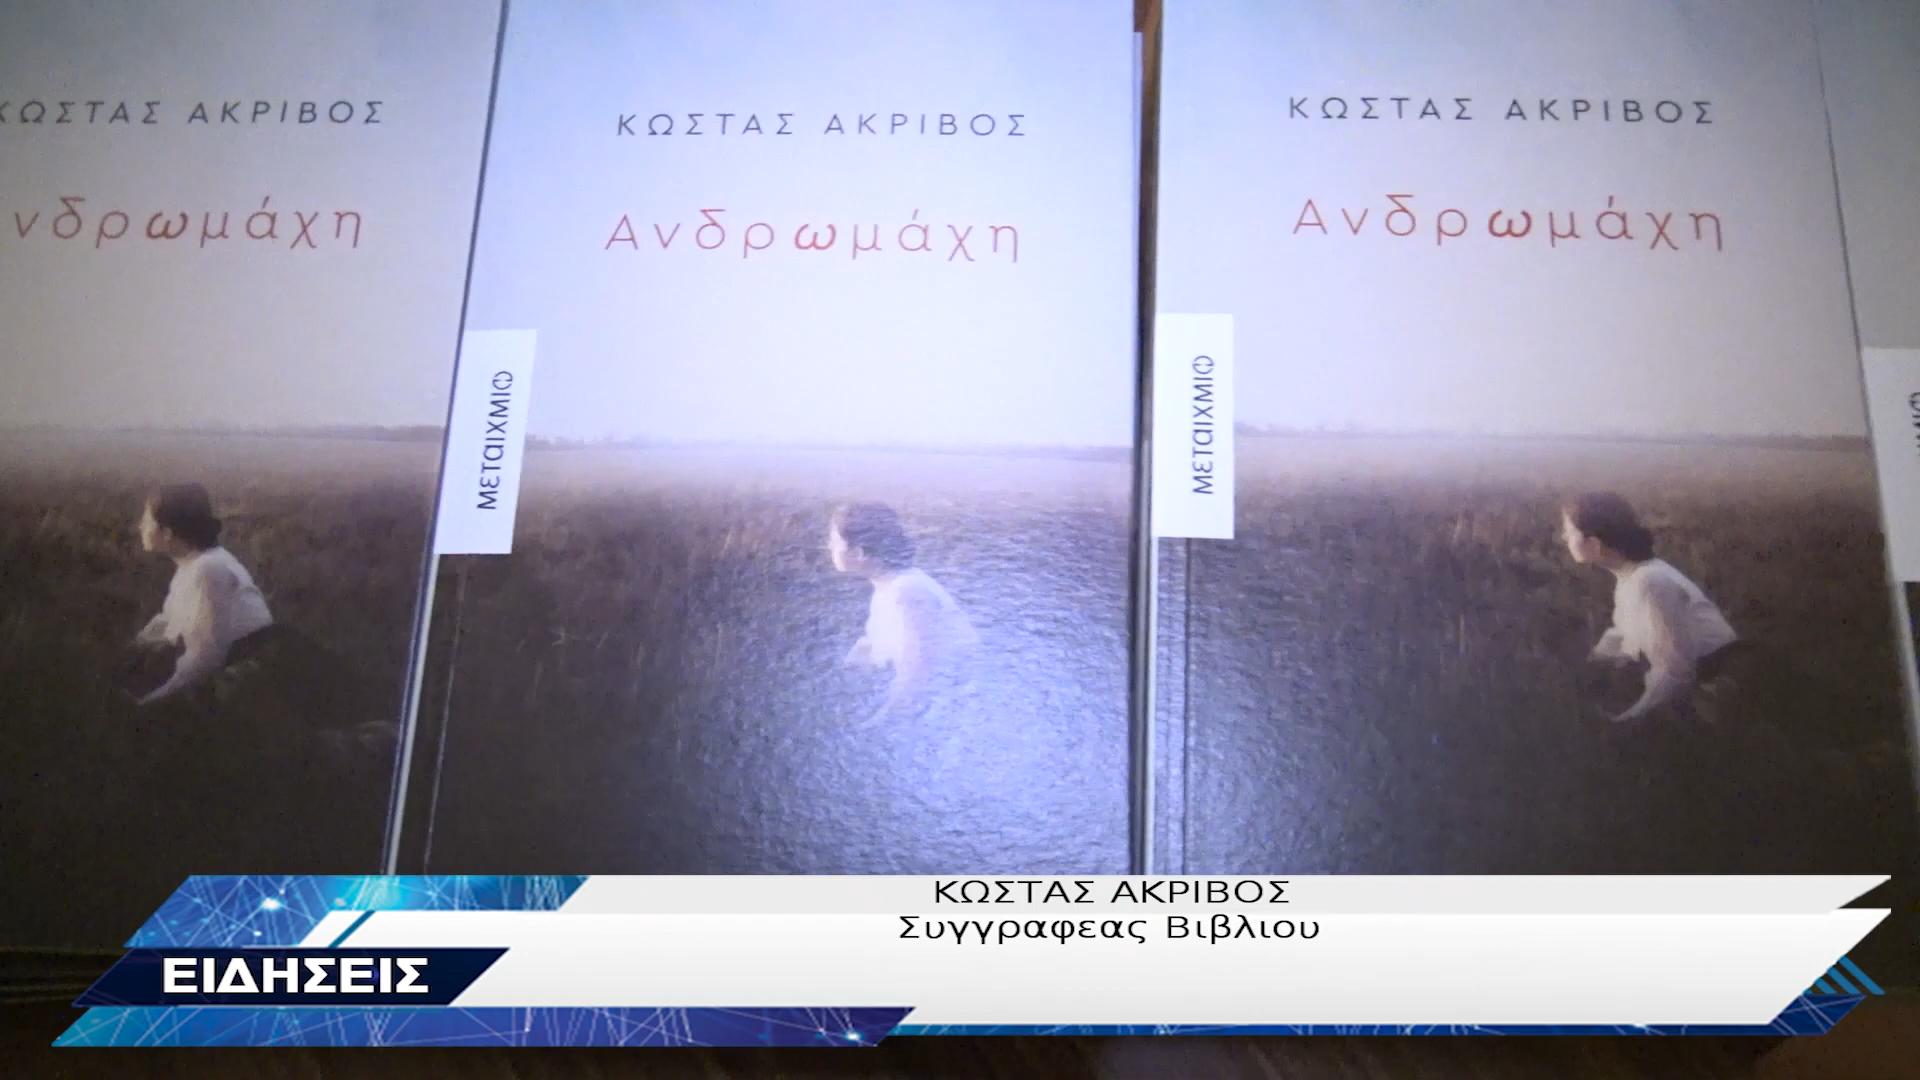 ΚΩΣΤΑΣ ΑΚΡΙΒΟΣ
νδρωμάχη
ΚΩΣΤΑΣ ΑΚΡΙΒΟΣ
Ανδρωμάχη
μεταιχμιο
ΚΩΣΤΑΣ ΑΚΡΙΒΟΣ
Ανδρωμάχη
μεταιχμιο
ΚΩΣΤΑΣ ΑΚΡΙΒΟΣ
Συγγραφεας Βιβλιου
ΕΙΔΗΣΕΙΣ